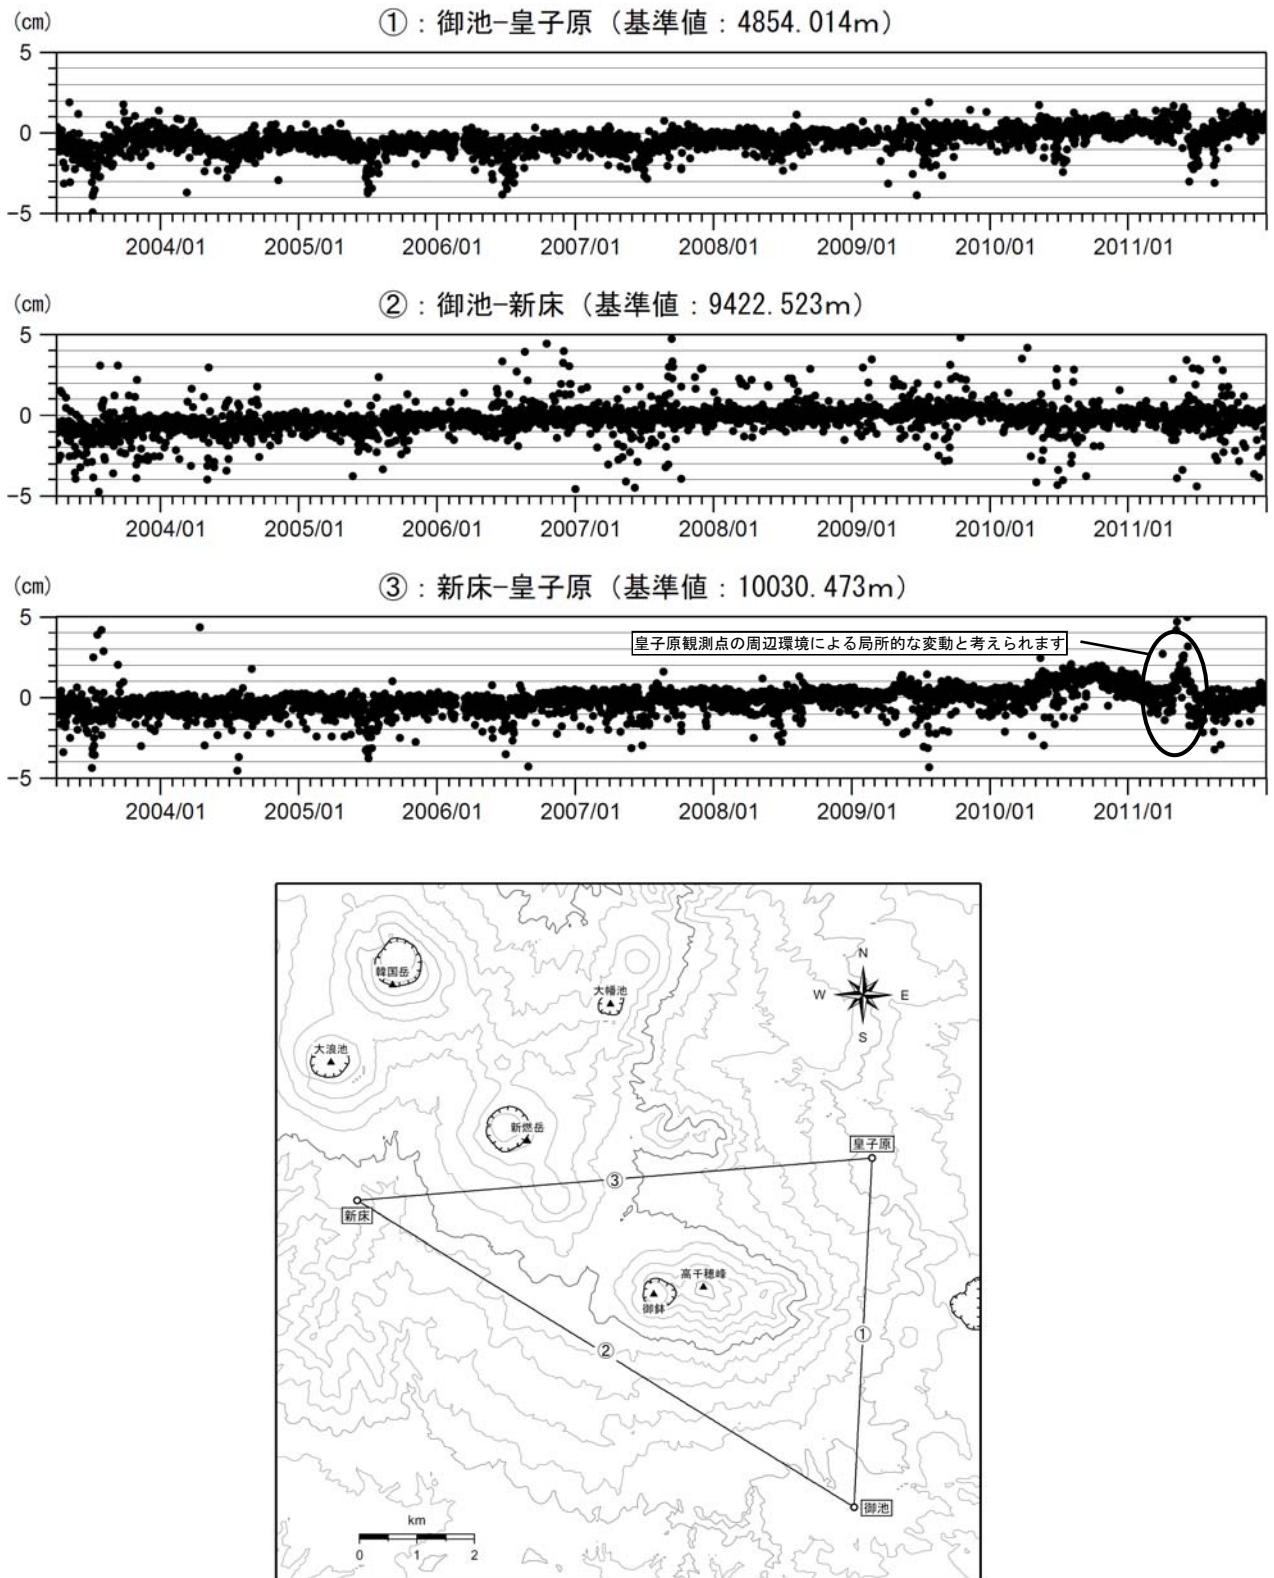 (cm)
①：御池−皇子原（基準値：4854.014m）
5
0
−5
2004/01 2005/01 2006/01 2007/01 2008/01 2009/01 2010/01 2011/01
(cm)
②：御池−新床（基準値：9422.523m）
5
0
−5
2004/01 2005/01 2006/01 2007/01 2008/01 2009/01 2010/01 2011/01
(cm)
③：新床−皇子原（基準値：10030.473m）
5
皇子原観測点の周辺環境による局所的な変動と考えられます
0
−5
2004/01 2005/01 2006/01 2007/01 2008/01 2009/01 2010/01 2011/01
N
韓国岳
大幡池
W E
S
大浪池
新燃岳
皇子原
③
新床
高千穂峰
御鉢
①
②
御池
km
0 1 2